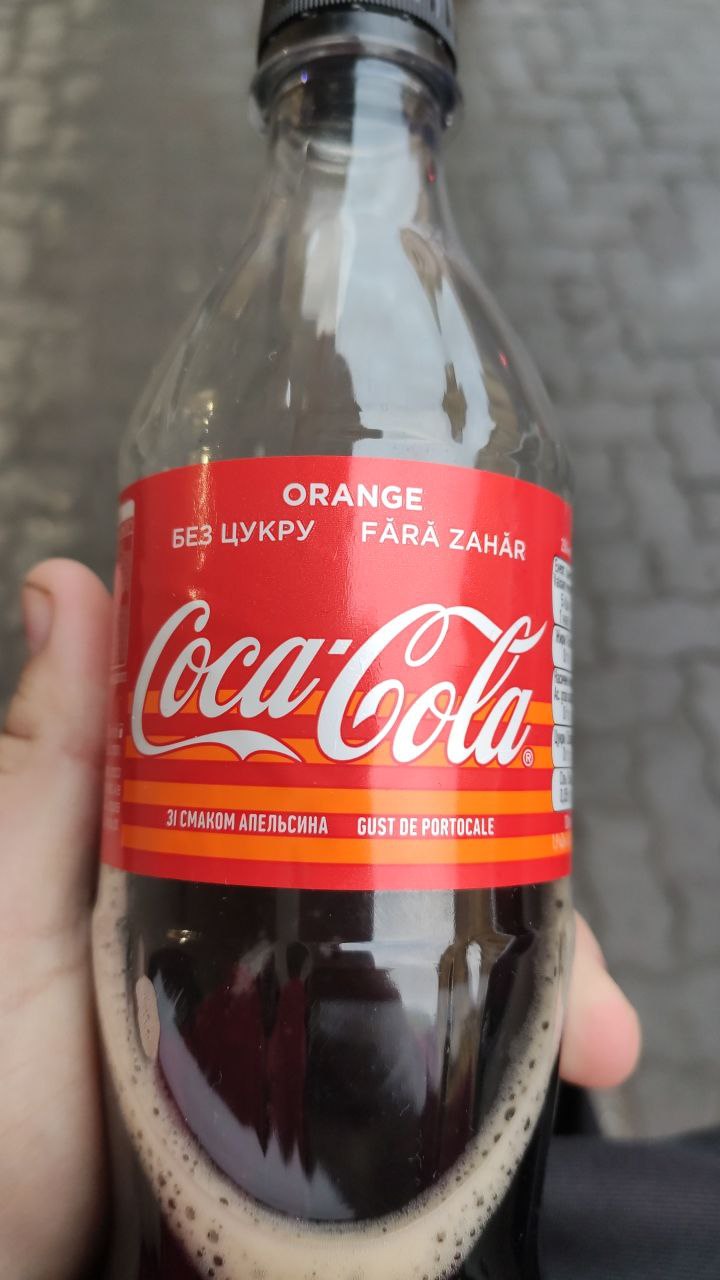 ORANGE
БЕЗ ЦУКРУ FĂRĂ ZAHĂR
Coca-Cola®
ЗІ СМАКОМ АПЕЛЬСИНА GUST DE PORTOCALE